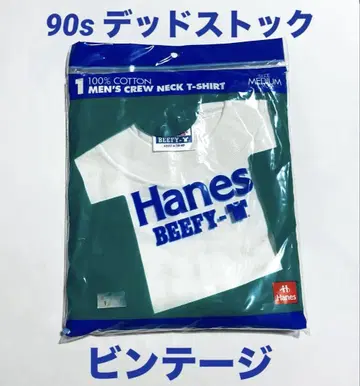 90s デッドストック
1 100% COTTON
MEN'S CREW NECK T-SHIRT
SIZE
MEDIUM
BEEFY-T
Hanes
BEEFY-T
Hanes
ビンテージ